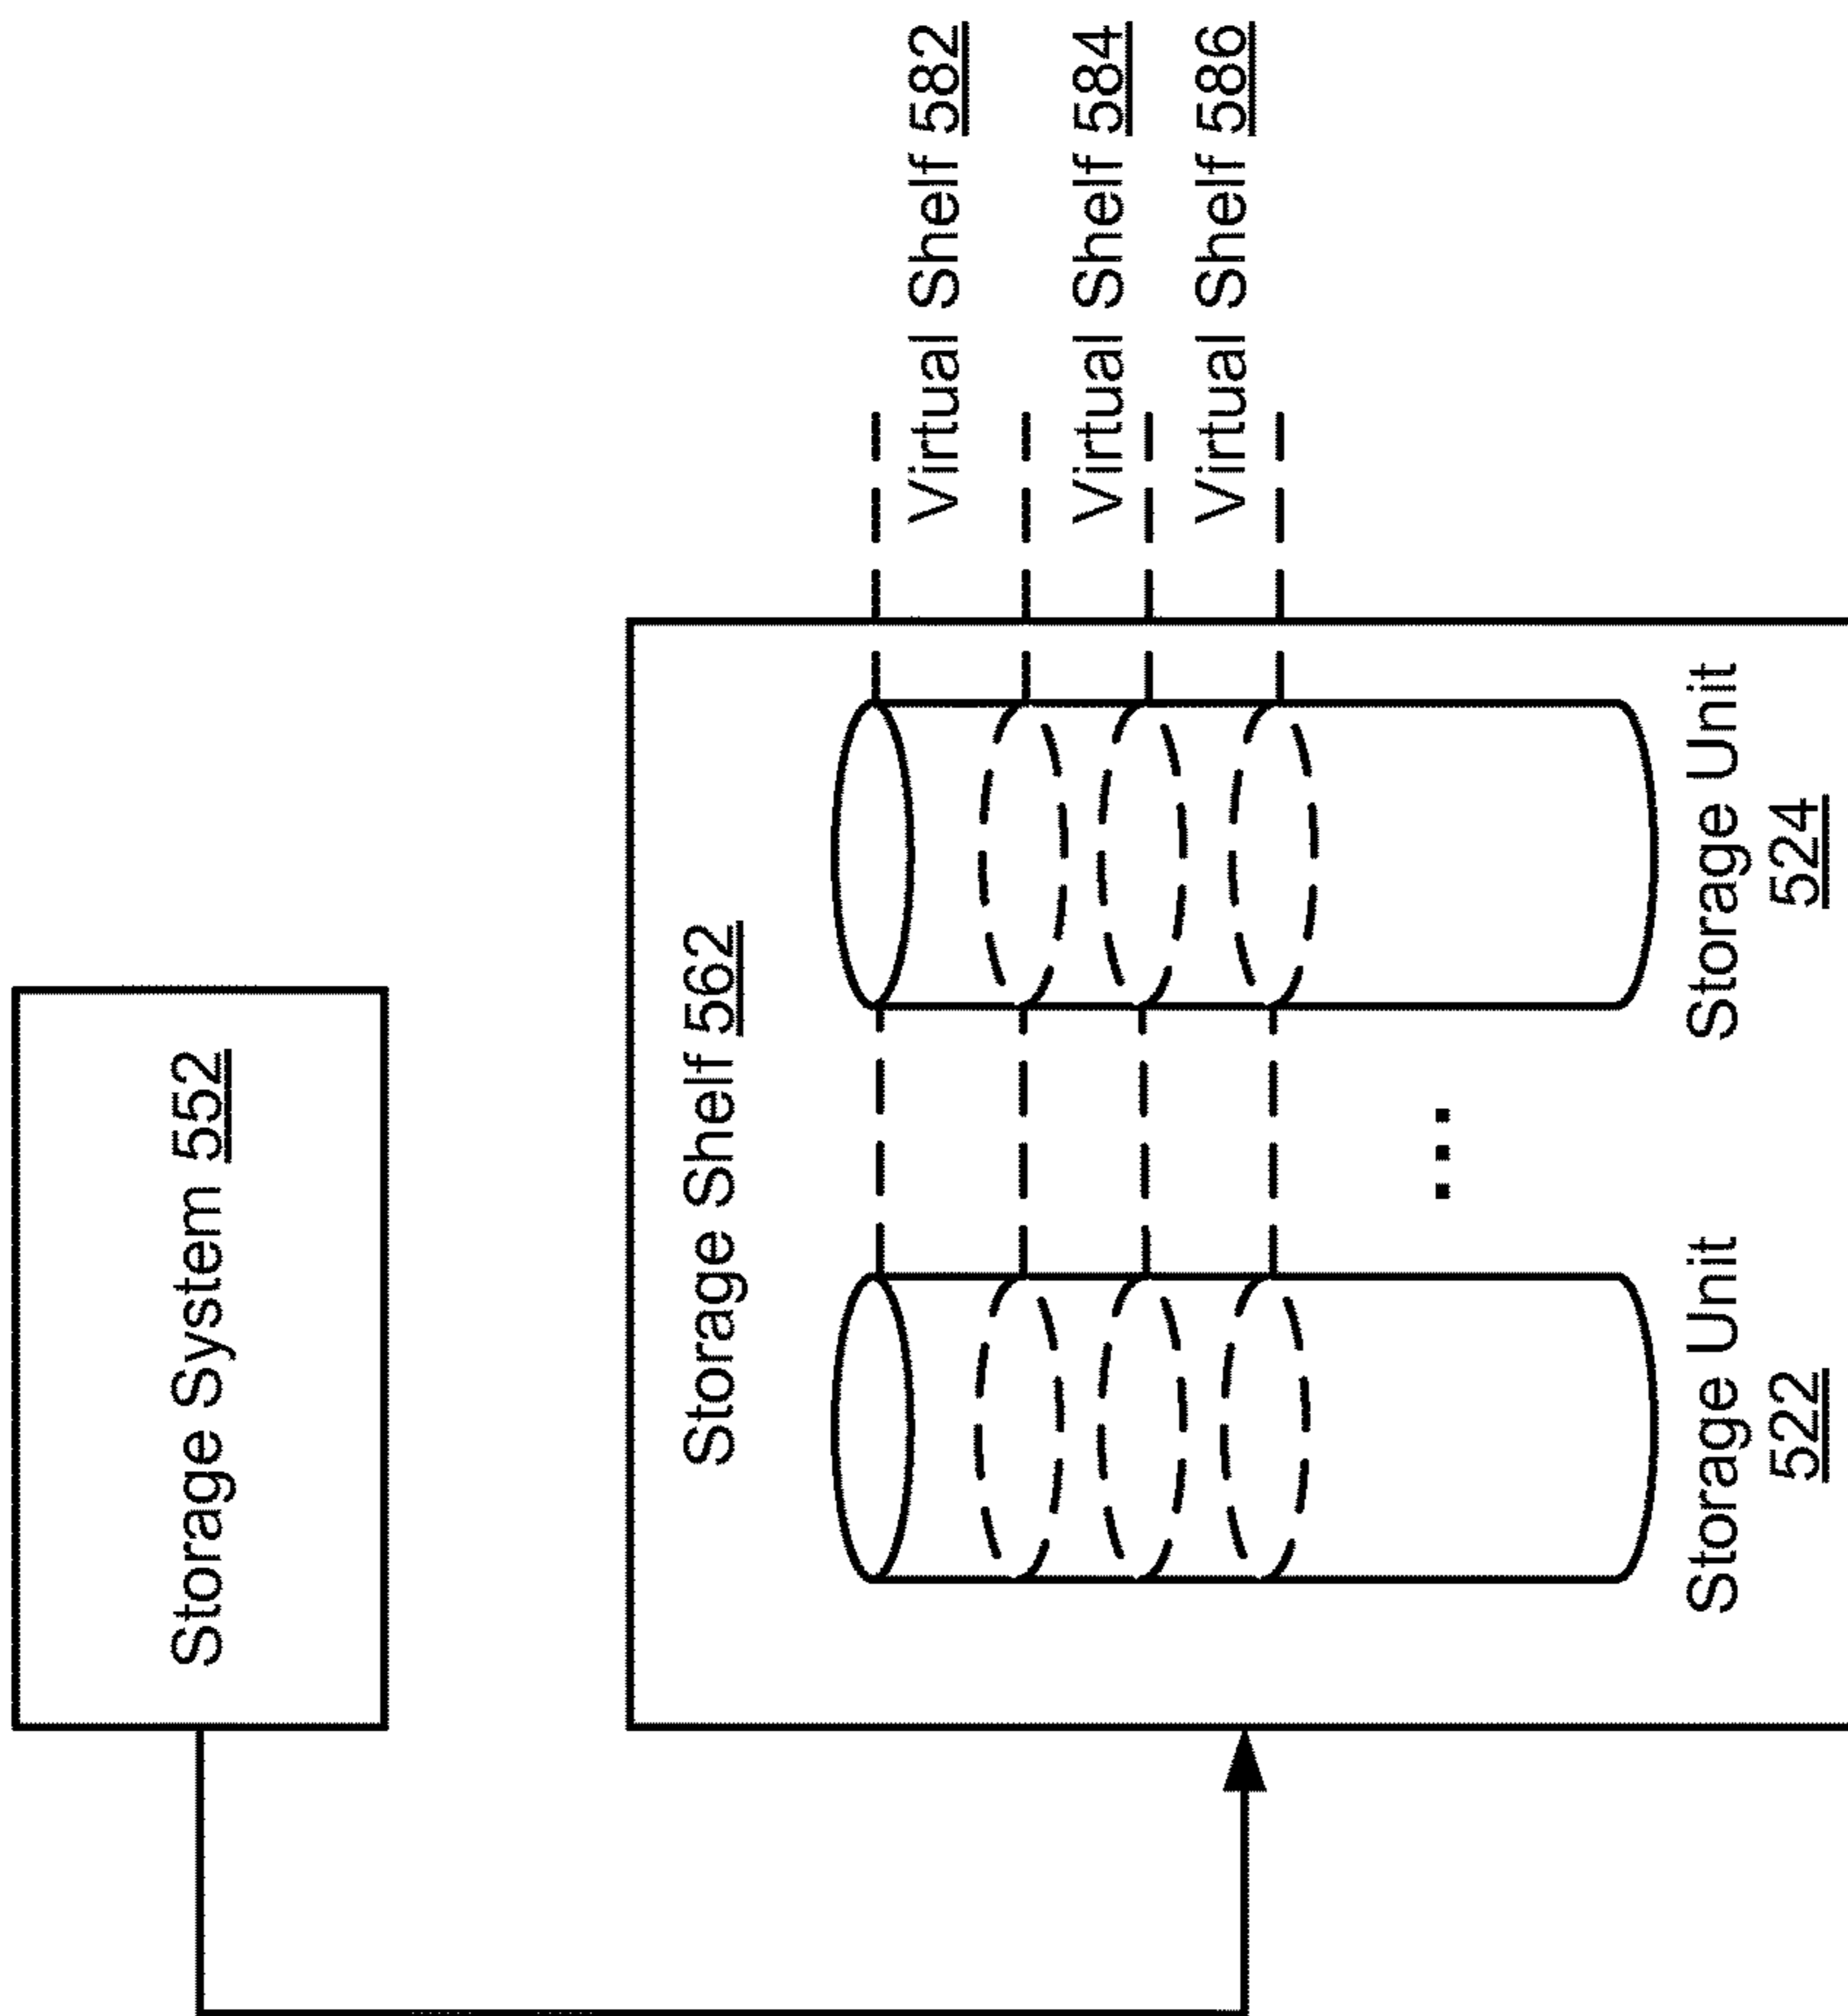 Storage System 552
Storage Shelf 562
Virtual Shelf 582
Virtual Shelf 584
Virtual Shelf 586
...
Storage Unit
522
Storage Unit
524